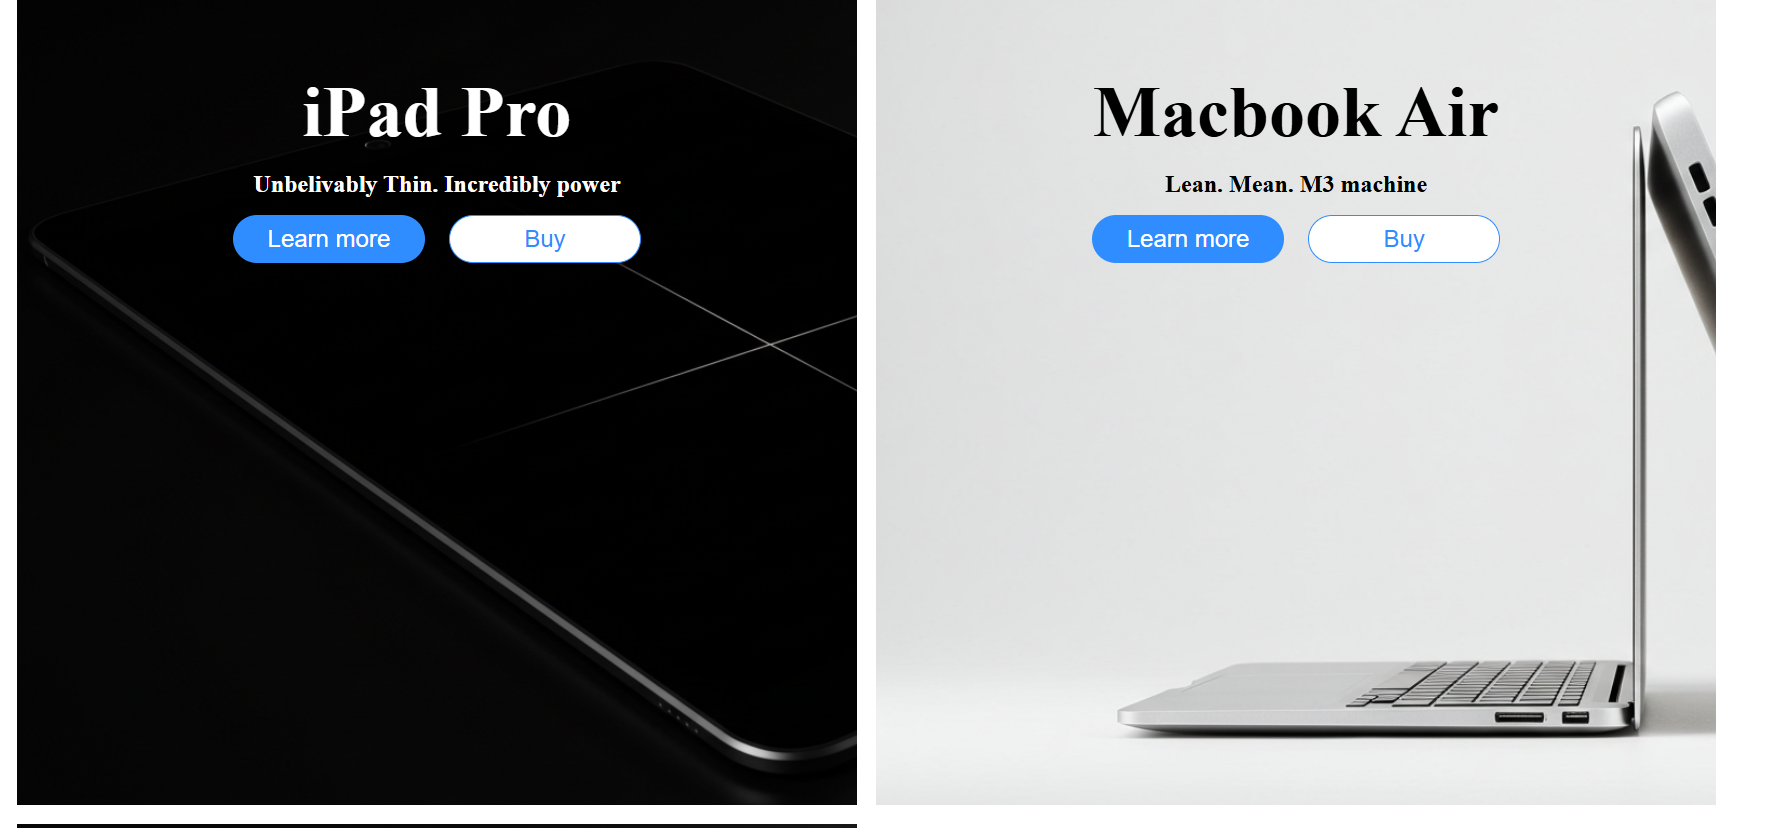 iPad Pro
Unbelivably Thin. Incredibly power
Learn more
Buy
Macbook Air
Lean. Mean. M3 machine
Learn more
Buy